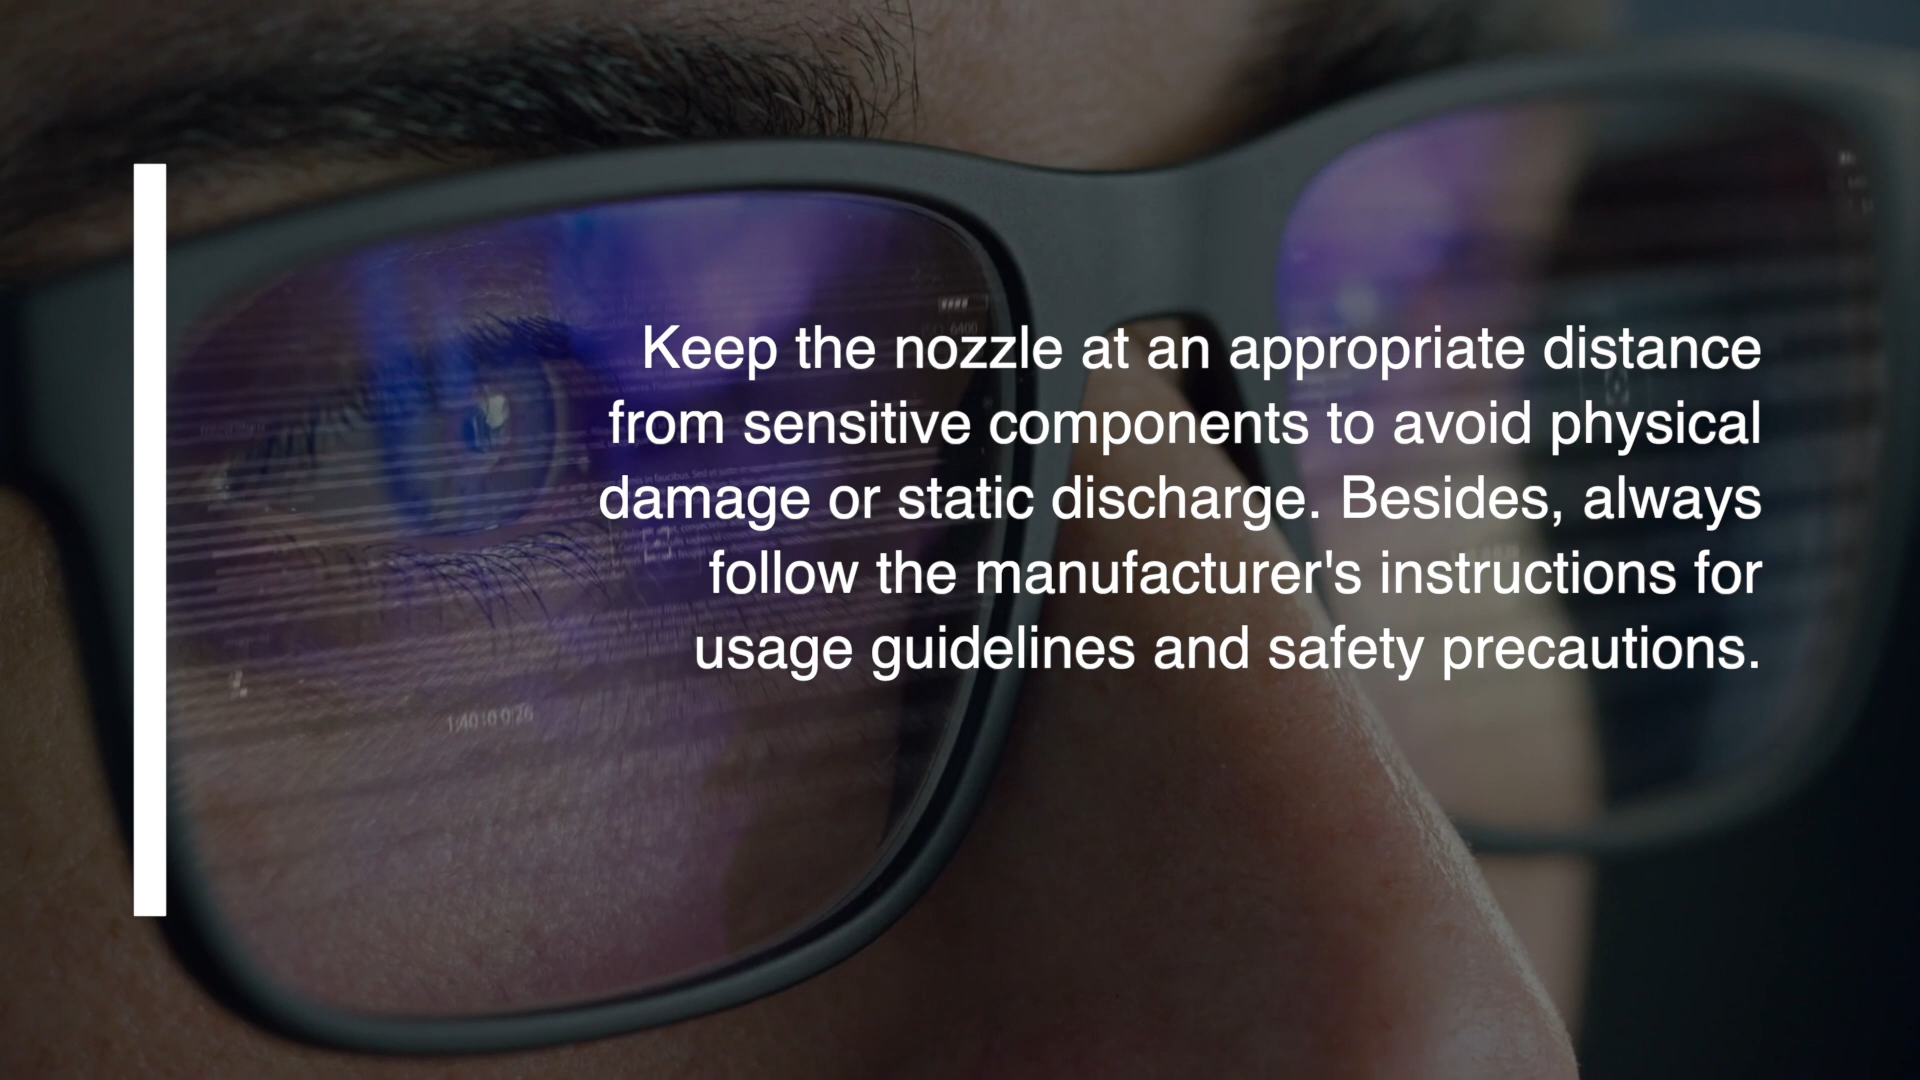 Keep the nozzle at an appropriate distance
from sensitive components to avoid physical
damage or static discharge. Besides, always
follow the manufacturer's instructions for
usage guidelines and safety precautions.